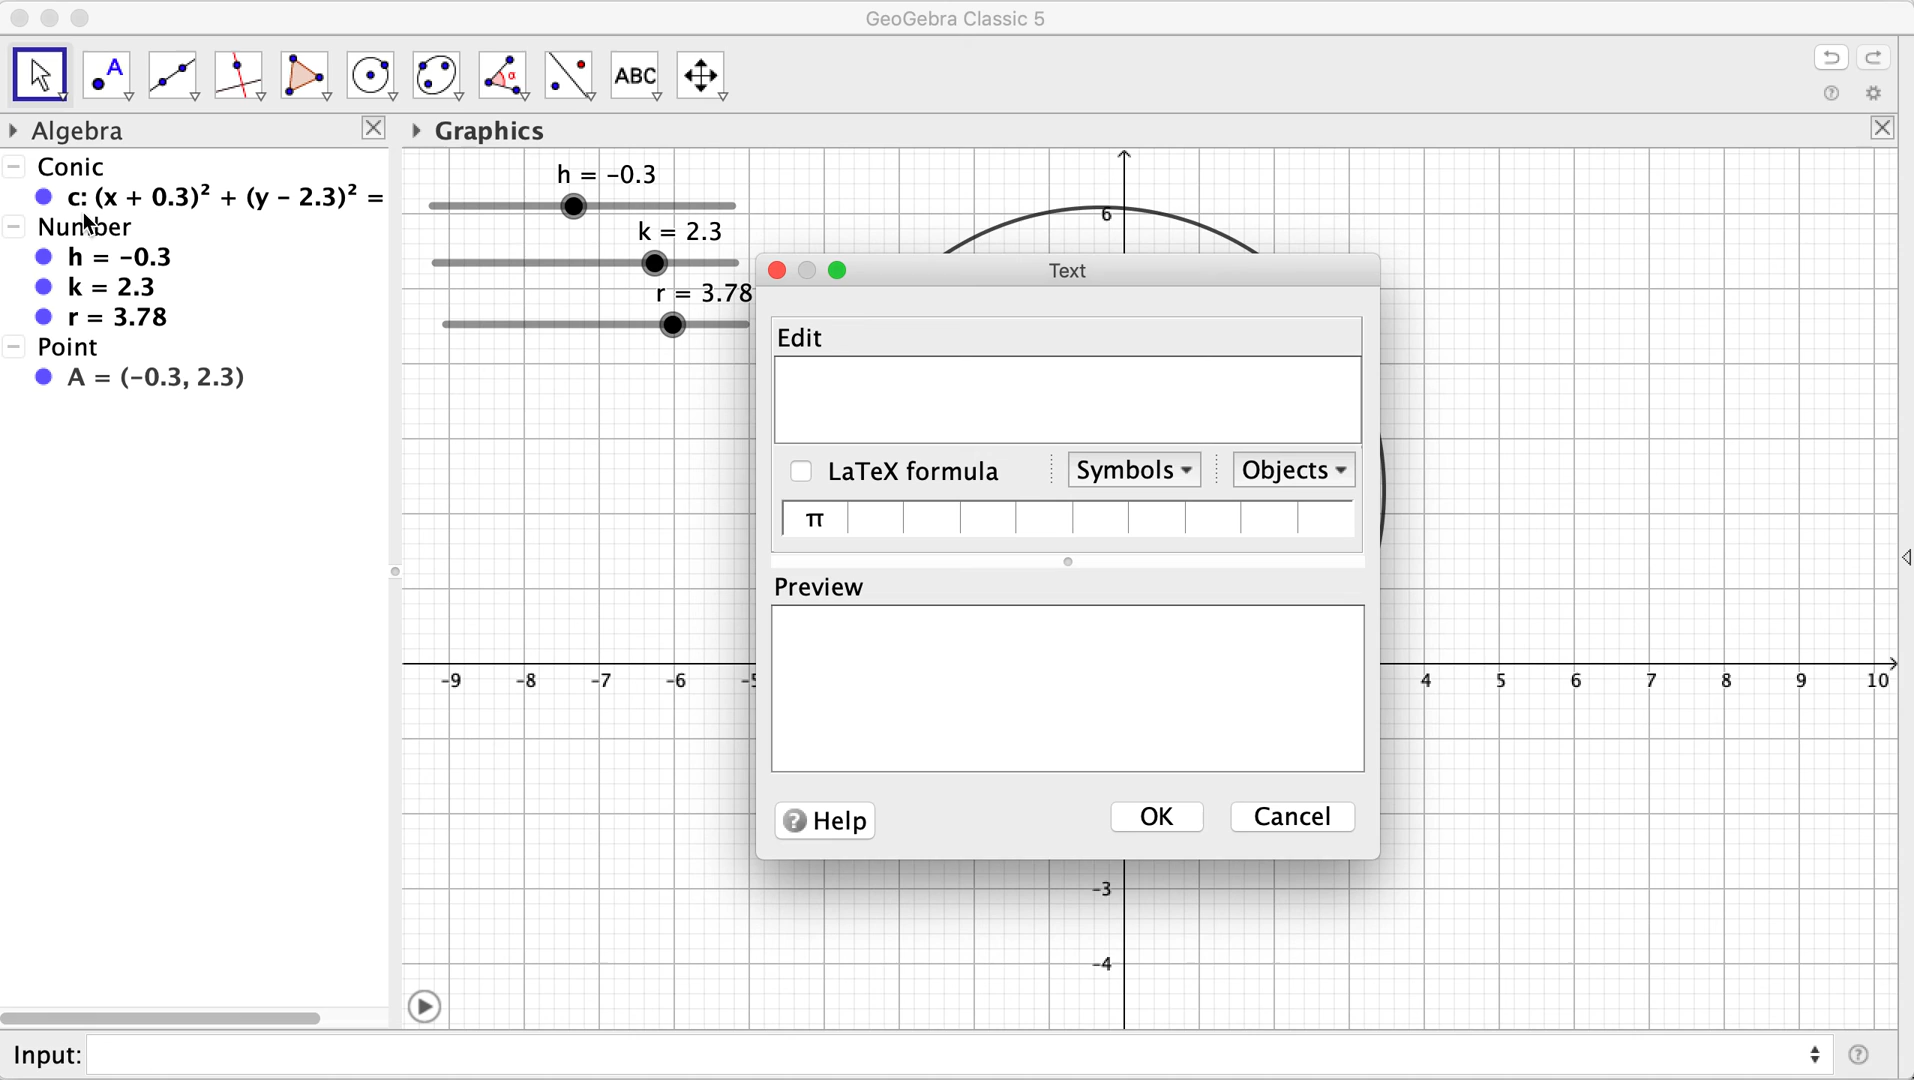 GeoGebra Classic 5
A
α
ABC
Algebra
Graphics
Conic
c: (x + 0.3)² + (y – 2.3)² =
Number
h = –0.3
k = 2.3
r = 3.78
Point
A = (–0.3, 2.3)
h = –0.3
k = 2.3
r = 3.78
6
Text
Edit
LaTeX formula
Symbols
Objects
π
Preview
Help
OK
Cancel
-9 -8 -7 -6 -5 4 5 6 7 8 9 10
-3
-4
Input: